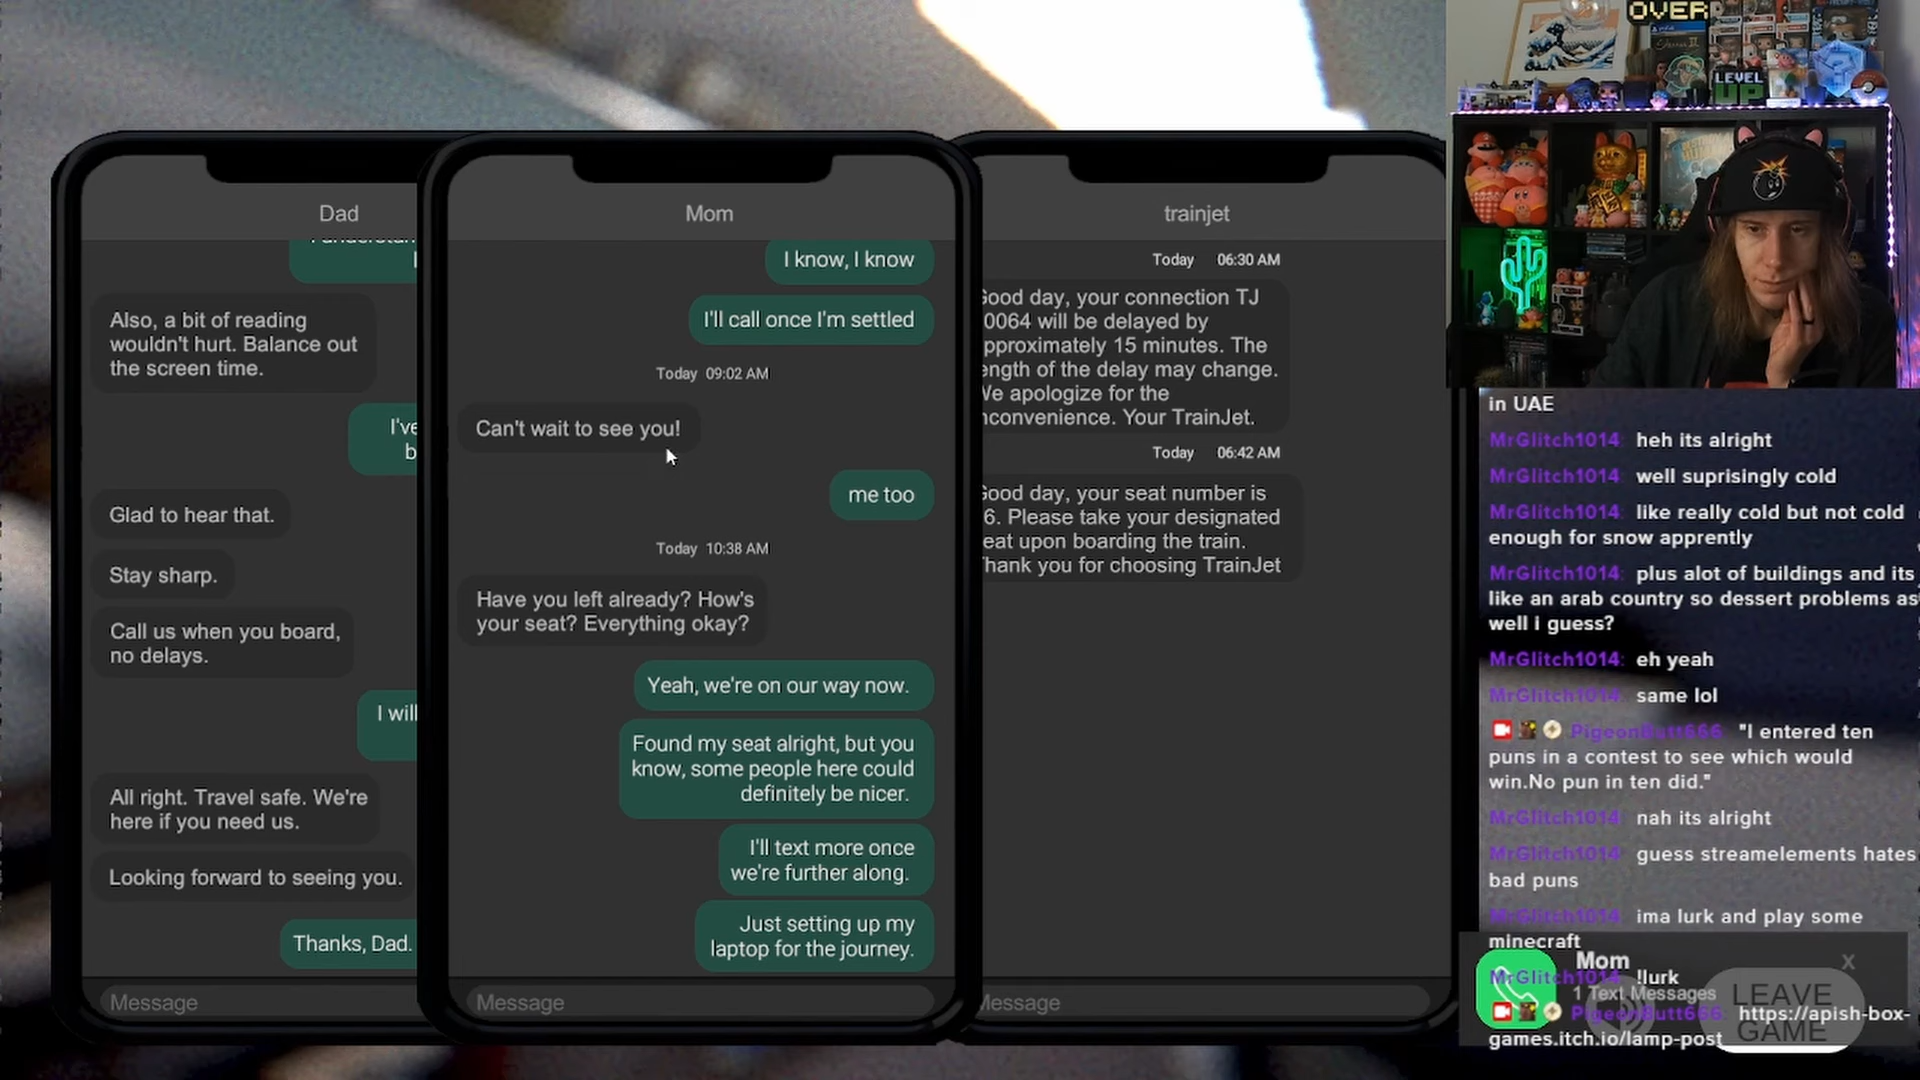 Dad
Also, a bit of reading
wouldn't hurt. Balance out
the screen time.
I've
b
Glad to hear that.
Stay sharp.
Call us when you board,
no delays.
I will
All right. Travel safe. We're
here if you need us.
Looking forward to seeing you.
Thanks, Dad.
Message
Mom
I know, I know
I'll call once I'm settled
Today 09:02 AM
Can't wait to see you!
me too
Today 10:38 AM
Have you left already? How's
your seat? Everything okay?
Yeah, we're on our way now.
Found my seat alright, but you
know, some people here could
definitely be nicer.
I'll text more once
we're further along.
Just setting up my
laptop for the journey.
Message
trainjet
Today 06:30 AM
Good day, your connection TJ
0064 will be delayed by
pproximately 15 minutes. The
ength of the delay may change.
We apologize for the
nconvenience. Your TrainJet.
Today 06:42 AM
Good day, your seat number is
6. Please take your designated
eat upon boarding the train.
Thank you for choosing TrainJet
Message
OVER
LEVEL
UP
in UAE
MrGlitch1014: heh its alright
MrGlitch1014: well suprisingly cold
MrGlitch1014: like really cold but not cold
enough for snow apprently
MrGlitch1014: plus alot of buildings and its
like an arab country so dessert problems as
well i guess?
MrGlitch1014: eh yeah
MrGlitch1014: same lol
PigeonButt666: "I entered ten
puns in a contest to see which would
win.No pun in ten did."
MrGlitch1014: nah its alright
MrGlitch1014: guess streamelements hates
bad puns
MrGlitch1014: ima lurk and play some
minecraft
MrGlitch1014: !lurk
PigeonButt666: https://apish-box-
games.itch.io/lamp-post
Mom
x
1 Text Messages
LEAVE
GAME